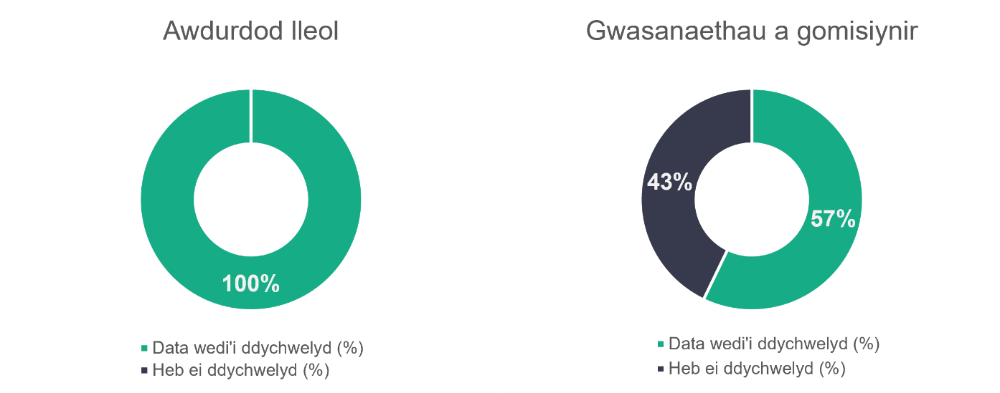 Awdurdod lleol
100%
Data wedi'i ddychwelyd (%)
Heb ei ddychwelyd (%)
Gwasanaethau a gomisiynir
43%
57%
Data wedi'i ddychwelyd (%)
Heb ei ddychwelyd (%)